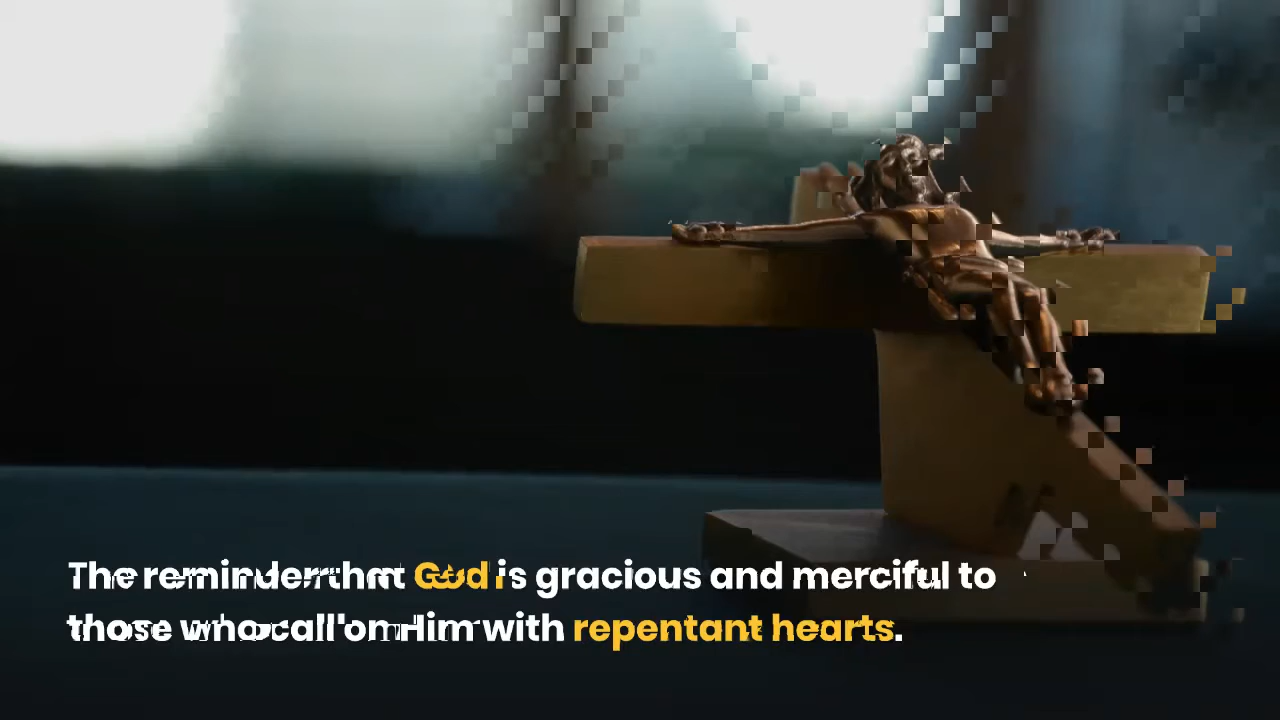 The reminder that God is gracious and merciful to
those who call on Him with repentant hearts.